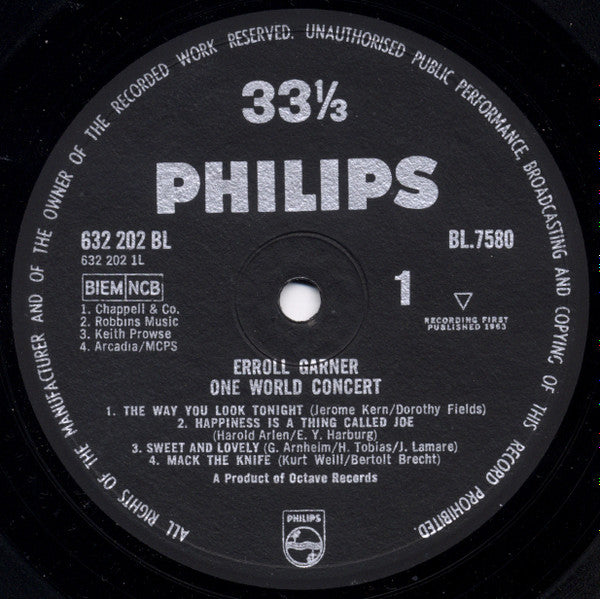 ALL RIGHTS OF THE MANUFACTURER AND OF THE OWNER OF THE RECORDED WORK RESERVED. UNAUTHORISED PUBLIC PERFORMANCE, BROADCASTING AND COPYING OF THIS RECORD PROHIBITED.
33⅓
PHILIPS
632 202 BL
632 202 1L
BL.7580
BIEM NCB
1. Chappell & Co.
2. Robbins Music
3. Keith Prowse
4. Arcadia/MCPS
1
RECORDING FIRST
PUBLISHED 1963
ERROLL GARNER
ONE WORLD CONCERT
1. THE WAY YOU LOOK TONIGHT (Jerome Kern/Dorothy Fields)
2. HAPPINESS IS A THING CALLED JOE
(Harold Arlen/E. Y. Harburg)
3. SWEET AND LOVELY (G. Arnheim/H. Tobias/J. Lamare)
4. MACK THE KNIFE (Kurt Weill/Bertolt Brecht)
A Product of Octave Records
PHILIPS